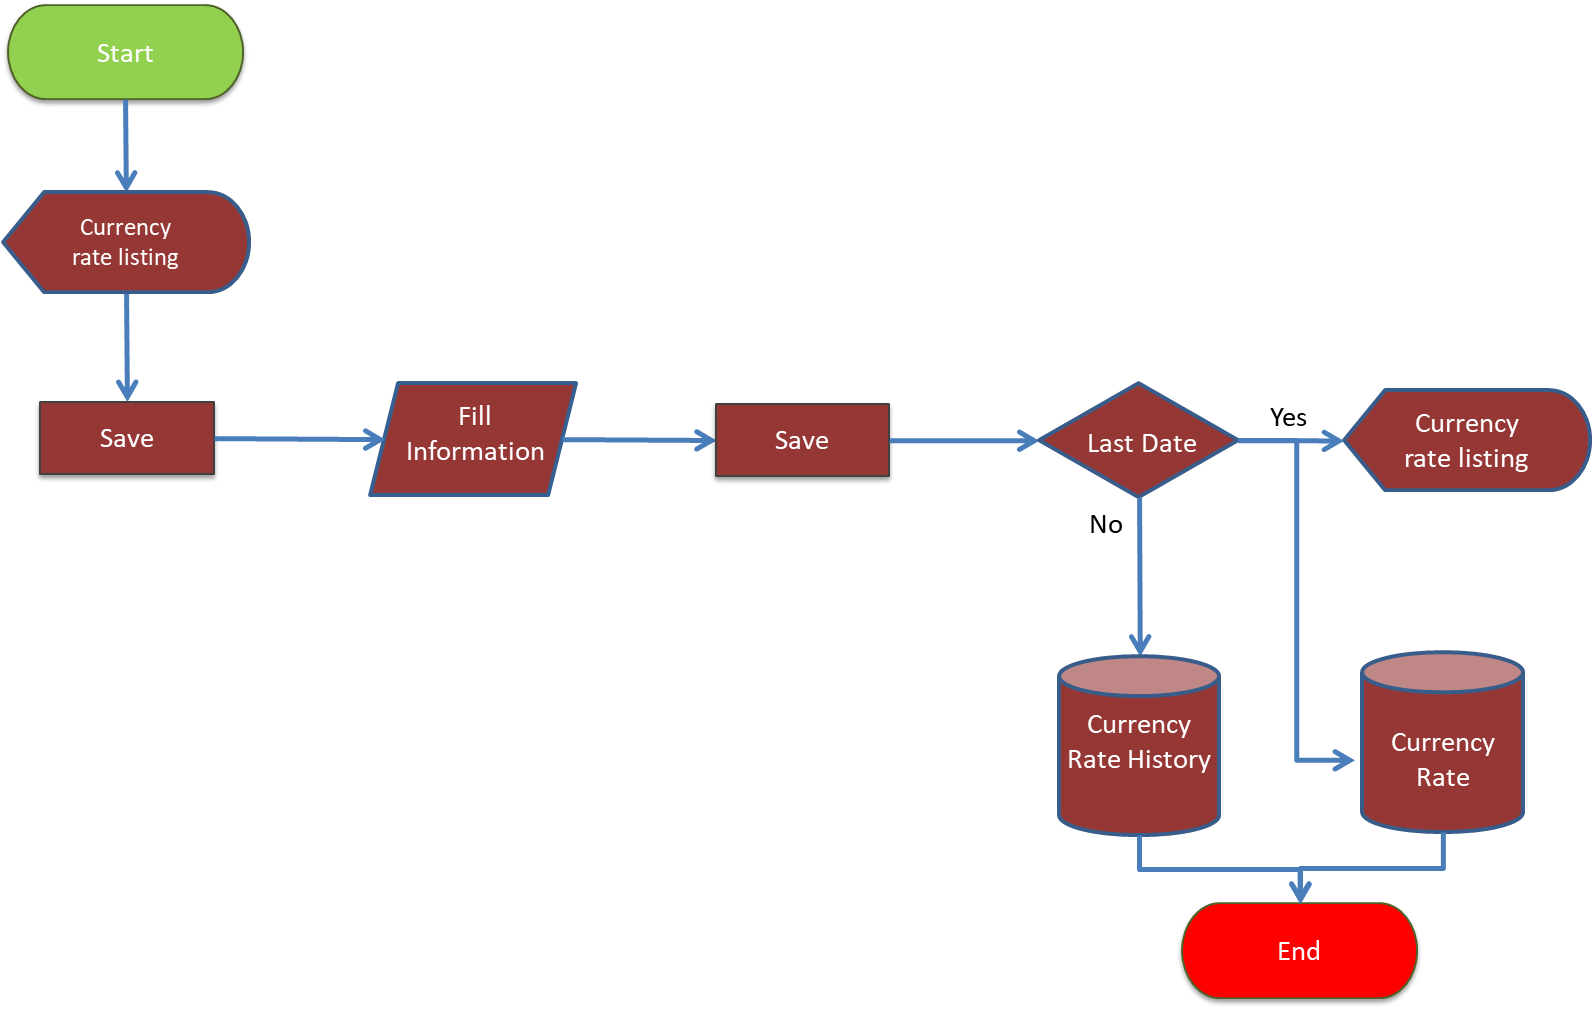 Start
Currency
rate listing
Save
Fill
Information
Save
Last Date
Yes
Currency
rate listing
No
Currency
Rate History
Currency
Rate
End